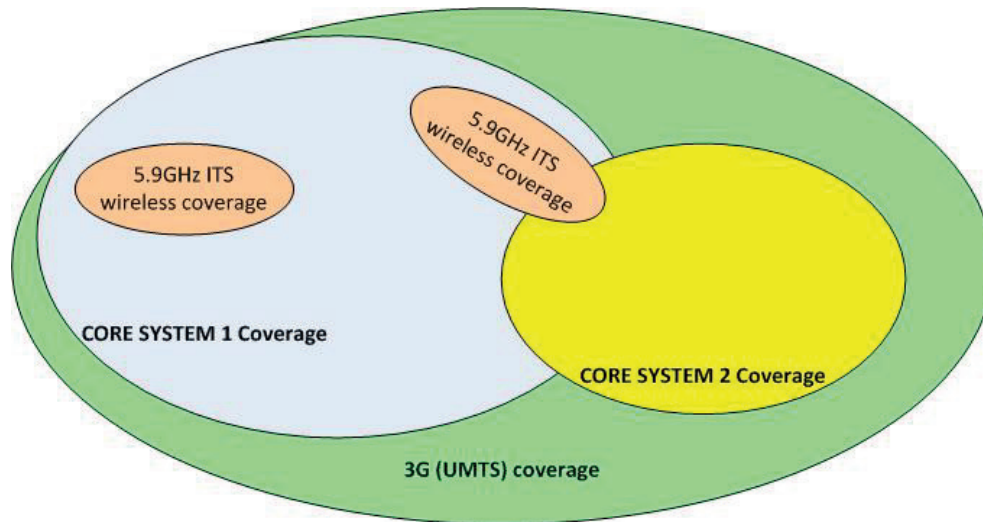 5.9GHz ITS
wireless coverage
5.9GHz ITS
wireless coverage
CORE SYSTEM 1 Coverage
CORE SYSTEM 2 Coverage
3G (UMTS) coverage